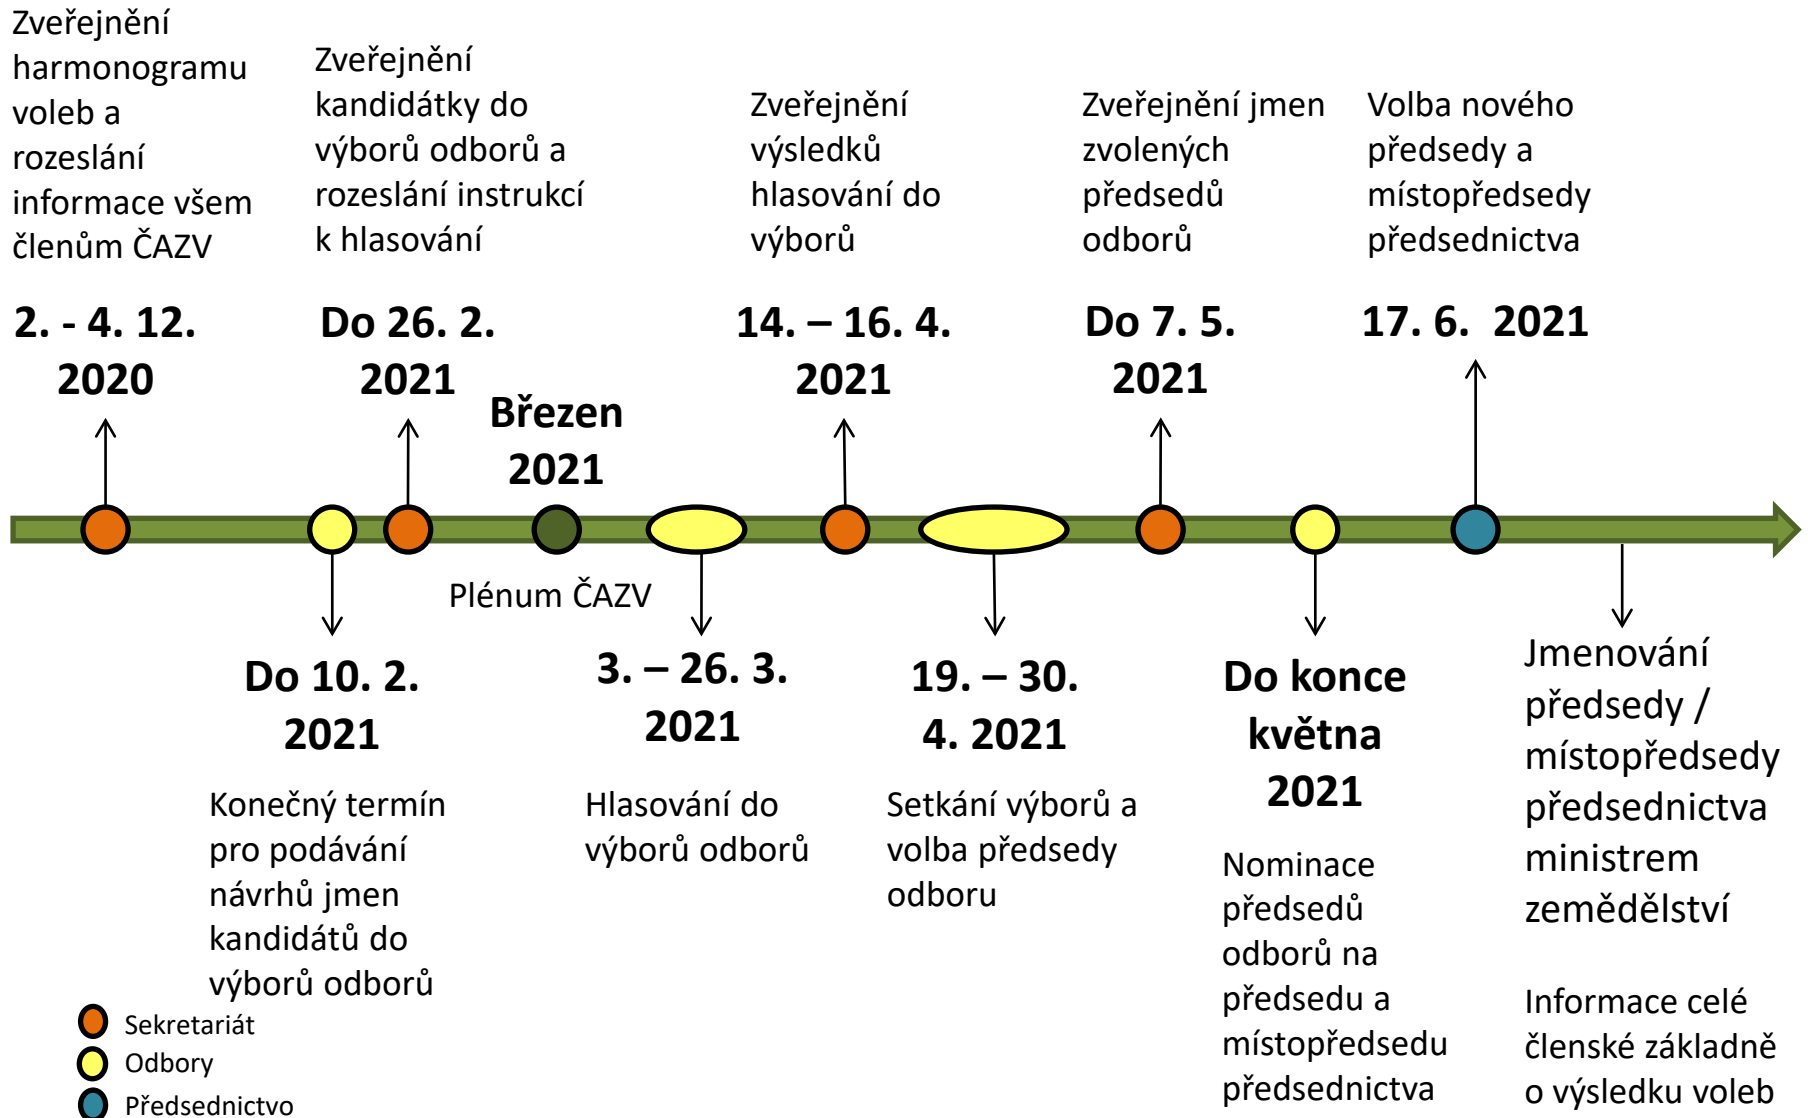 Zveřejnění
harmonogramu
voleb a
rozeslání
informace všem
členům ČAZV
2. - 4. 12.
2020
Zveřejnění
kandidátky do
výborů odborů a
rozeslání instrukcí
k hlasování
Do 26. 2.
2021
Březen
2021
Zveřejnění
výsledků
hlasování do
výborů
14. – 16. 4.
2021
Zveřejnění jmen
zvolených
předsedů
odborů
Do 7. 5.
2021
Volba nového
předsedy a
místopředsedy
předsednictva
17. 6. 2021
Plénum ČAZV
Do 10. 2.
2021
Konečný termín
pro podávání
návrhů jmen
kandidátů do
výborů odborů
3. – 26. 3.
2021
Hlasování do
výborů odborů
19. – 30.
4. 2021
Setkání výborů a
volba předsedy
odboru
Do konce
května
2021
Nominace
předsedů
odborů na
předsedu a
místopředsedu
předsednictva
Jmenování
předsedy /
místopředsedy
předsednictva
ministrem
zemědělství
Informace celé
členské základně
o výsledku voleb
Sekretariát
Odbory
Předsednictvo